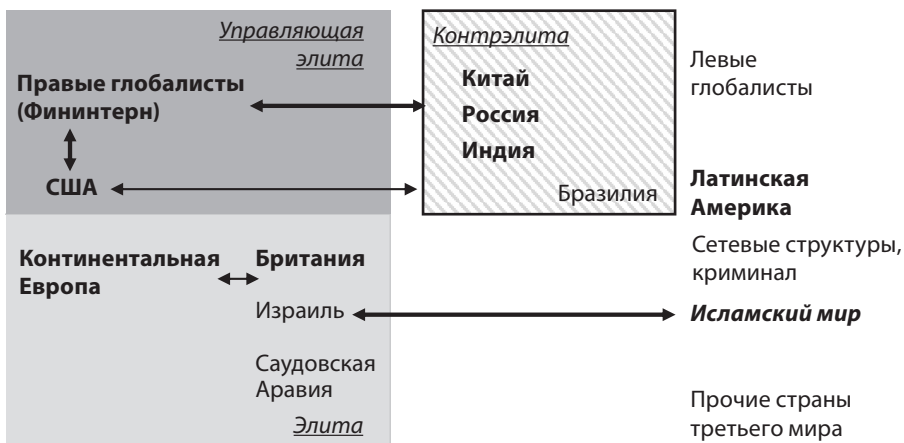 Управляющая
элита
Правые глобалисты
(Фининтерн)
США
Контрэлита
Китай
Россия
Индия
Бразилия
Левые
глобалисты
Латинская
Америка
Сетевые структуры,
криминал
Исламский мир
Прочие страны
третьего мира
Континентальная
Европа
Британия
Израиль
Саудовская
Аравия
Элита